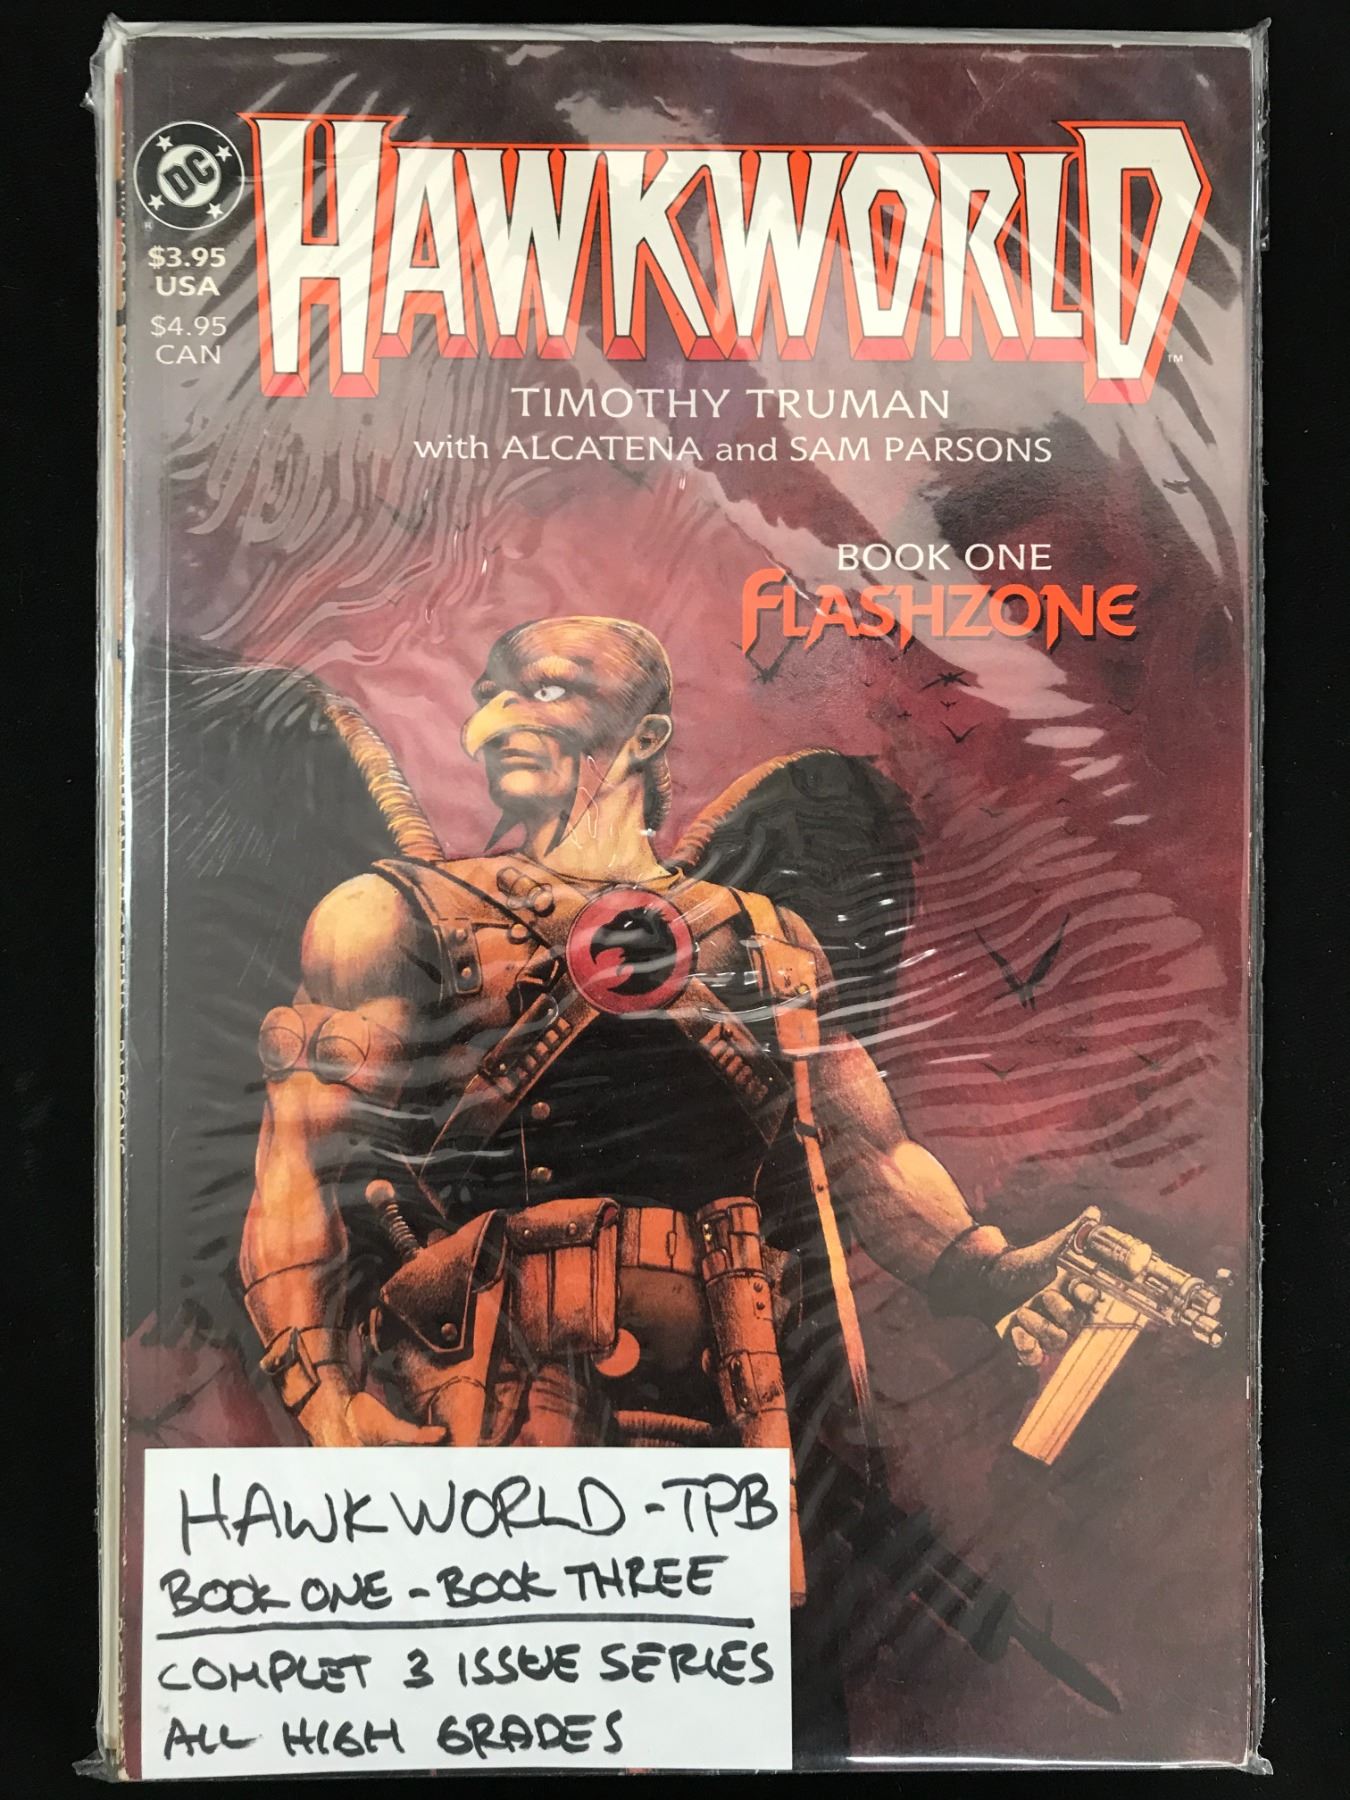 DC
HAWKWORLD
™
$3.95
USA
$4.95
CAN
TIMOTHY TRUMAN
with ALCATENA and SAM PARSONS
BOOK ONE
FLASHZONE
HAWKWORLD - TPB
BOOK ONE - BOOK THREE
COMPLET 3 ISSUE SERIES
ALL HIGH GRADES